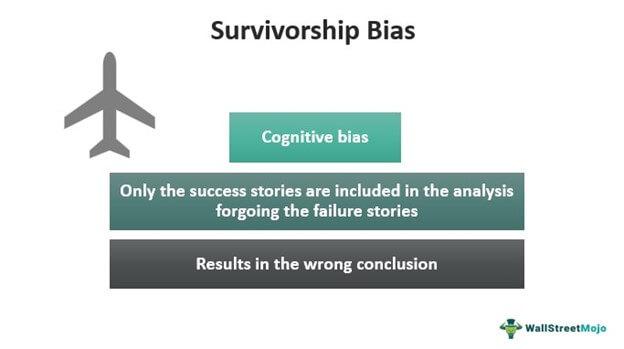 Survivorship Bias
Cognitive bias
Only the success stories are included in the analysis
forgoing the failure stories
Results in the wrong conclusion
WallStreetMojo